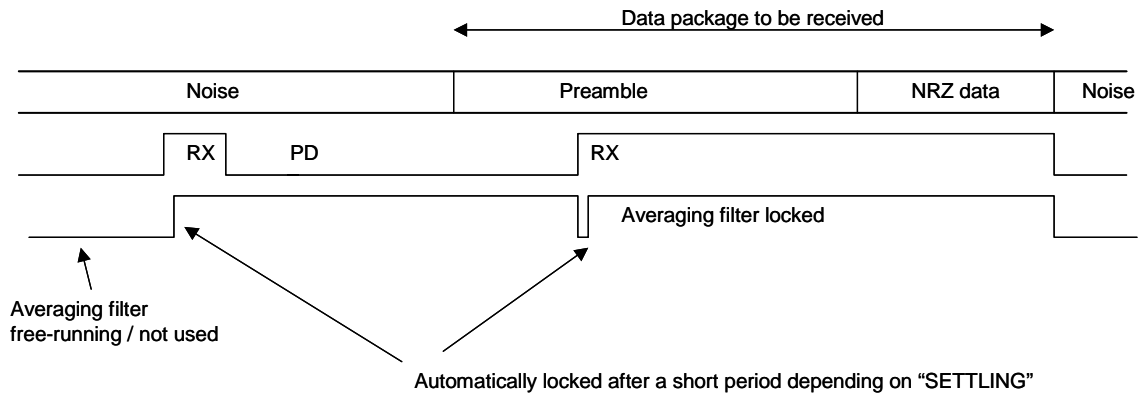 Data package to be received
Noise Preamble NRZ data Noise
RX PD RX
Averaging filter locked
Averaging filter
free-running / not used
Automatically locked after a short period depending on “SETTLING”